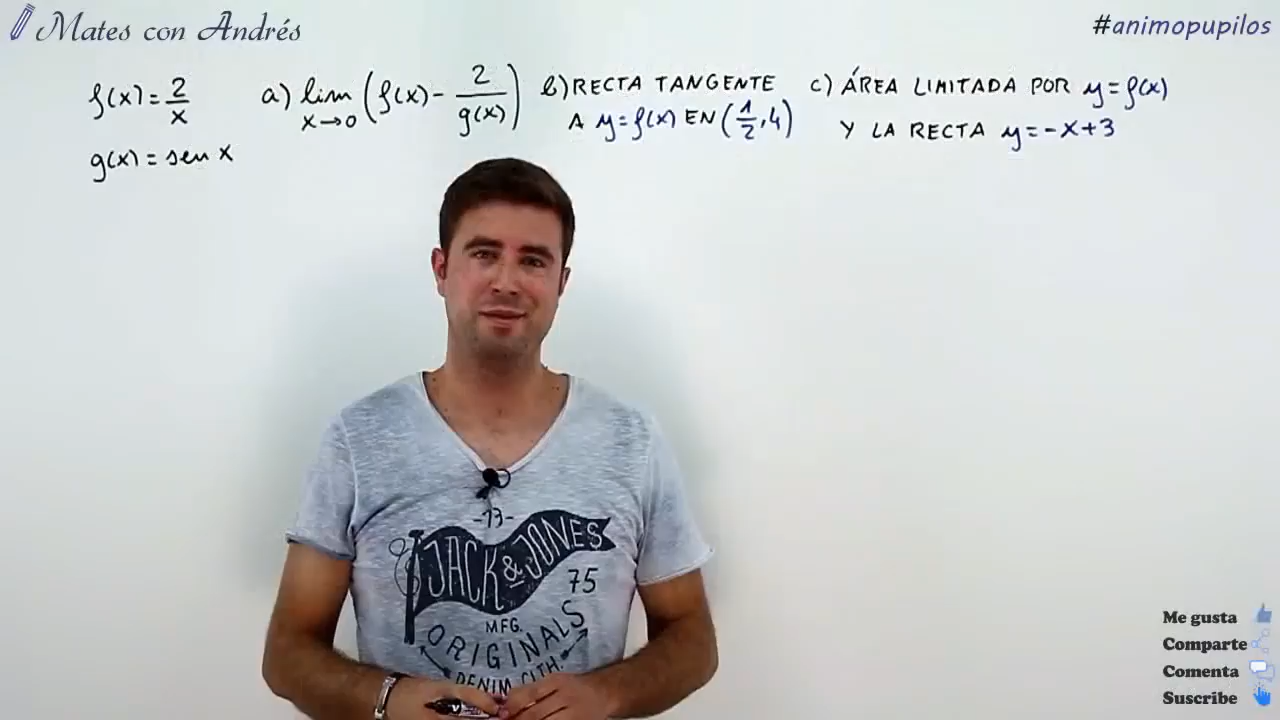 Mates con Andrés
#animopupilos
f(x) = 2/x
g(x) = sen x
a) lim x→0 (f(x) - 2/g(x))
b) RECTA TANGENTE
A y = f(x) EN (1/2, 4)
c) ÁREA LIMITADA POR y = f(x)
Y LA RECTA y = -x+3
-73-
JACK & JONES
75
MFG.
ORIGINALS
DENIM
Me gusta
Comparte
Comenta
Suscribe